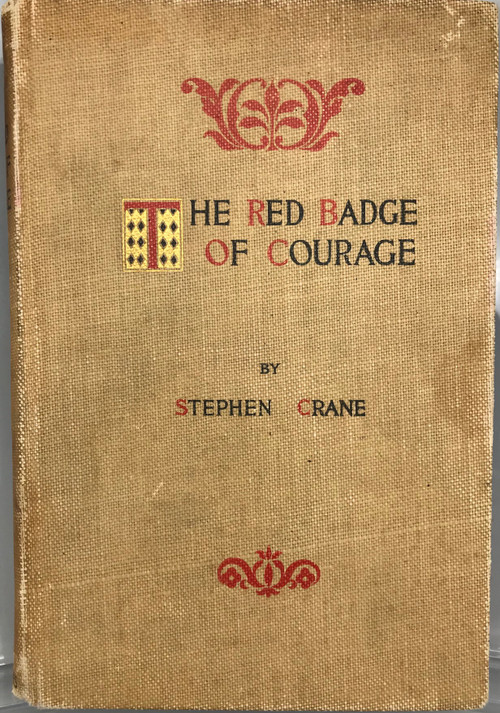 THE RED BADGE
OF COURAGE
BY
STEPHEN CRANE